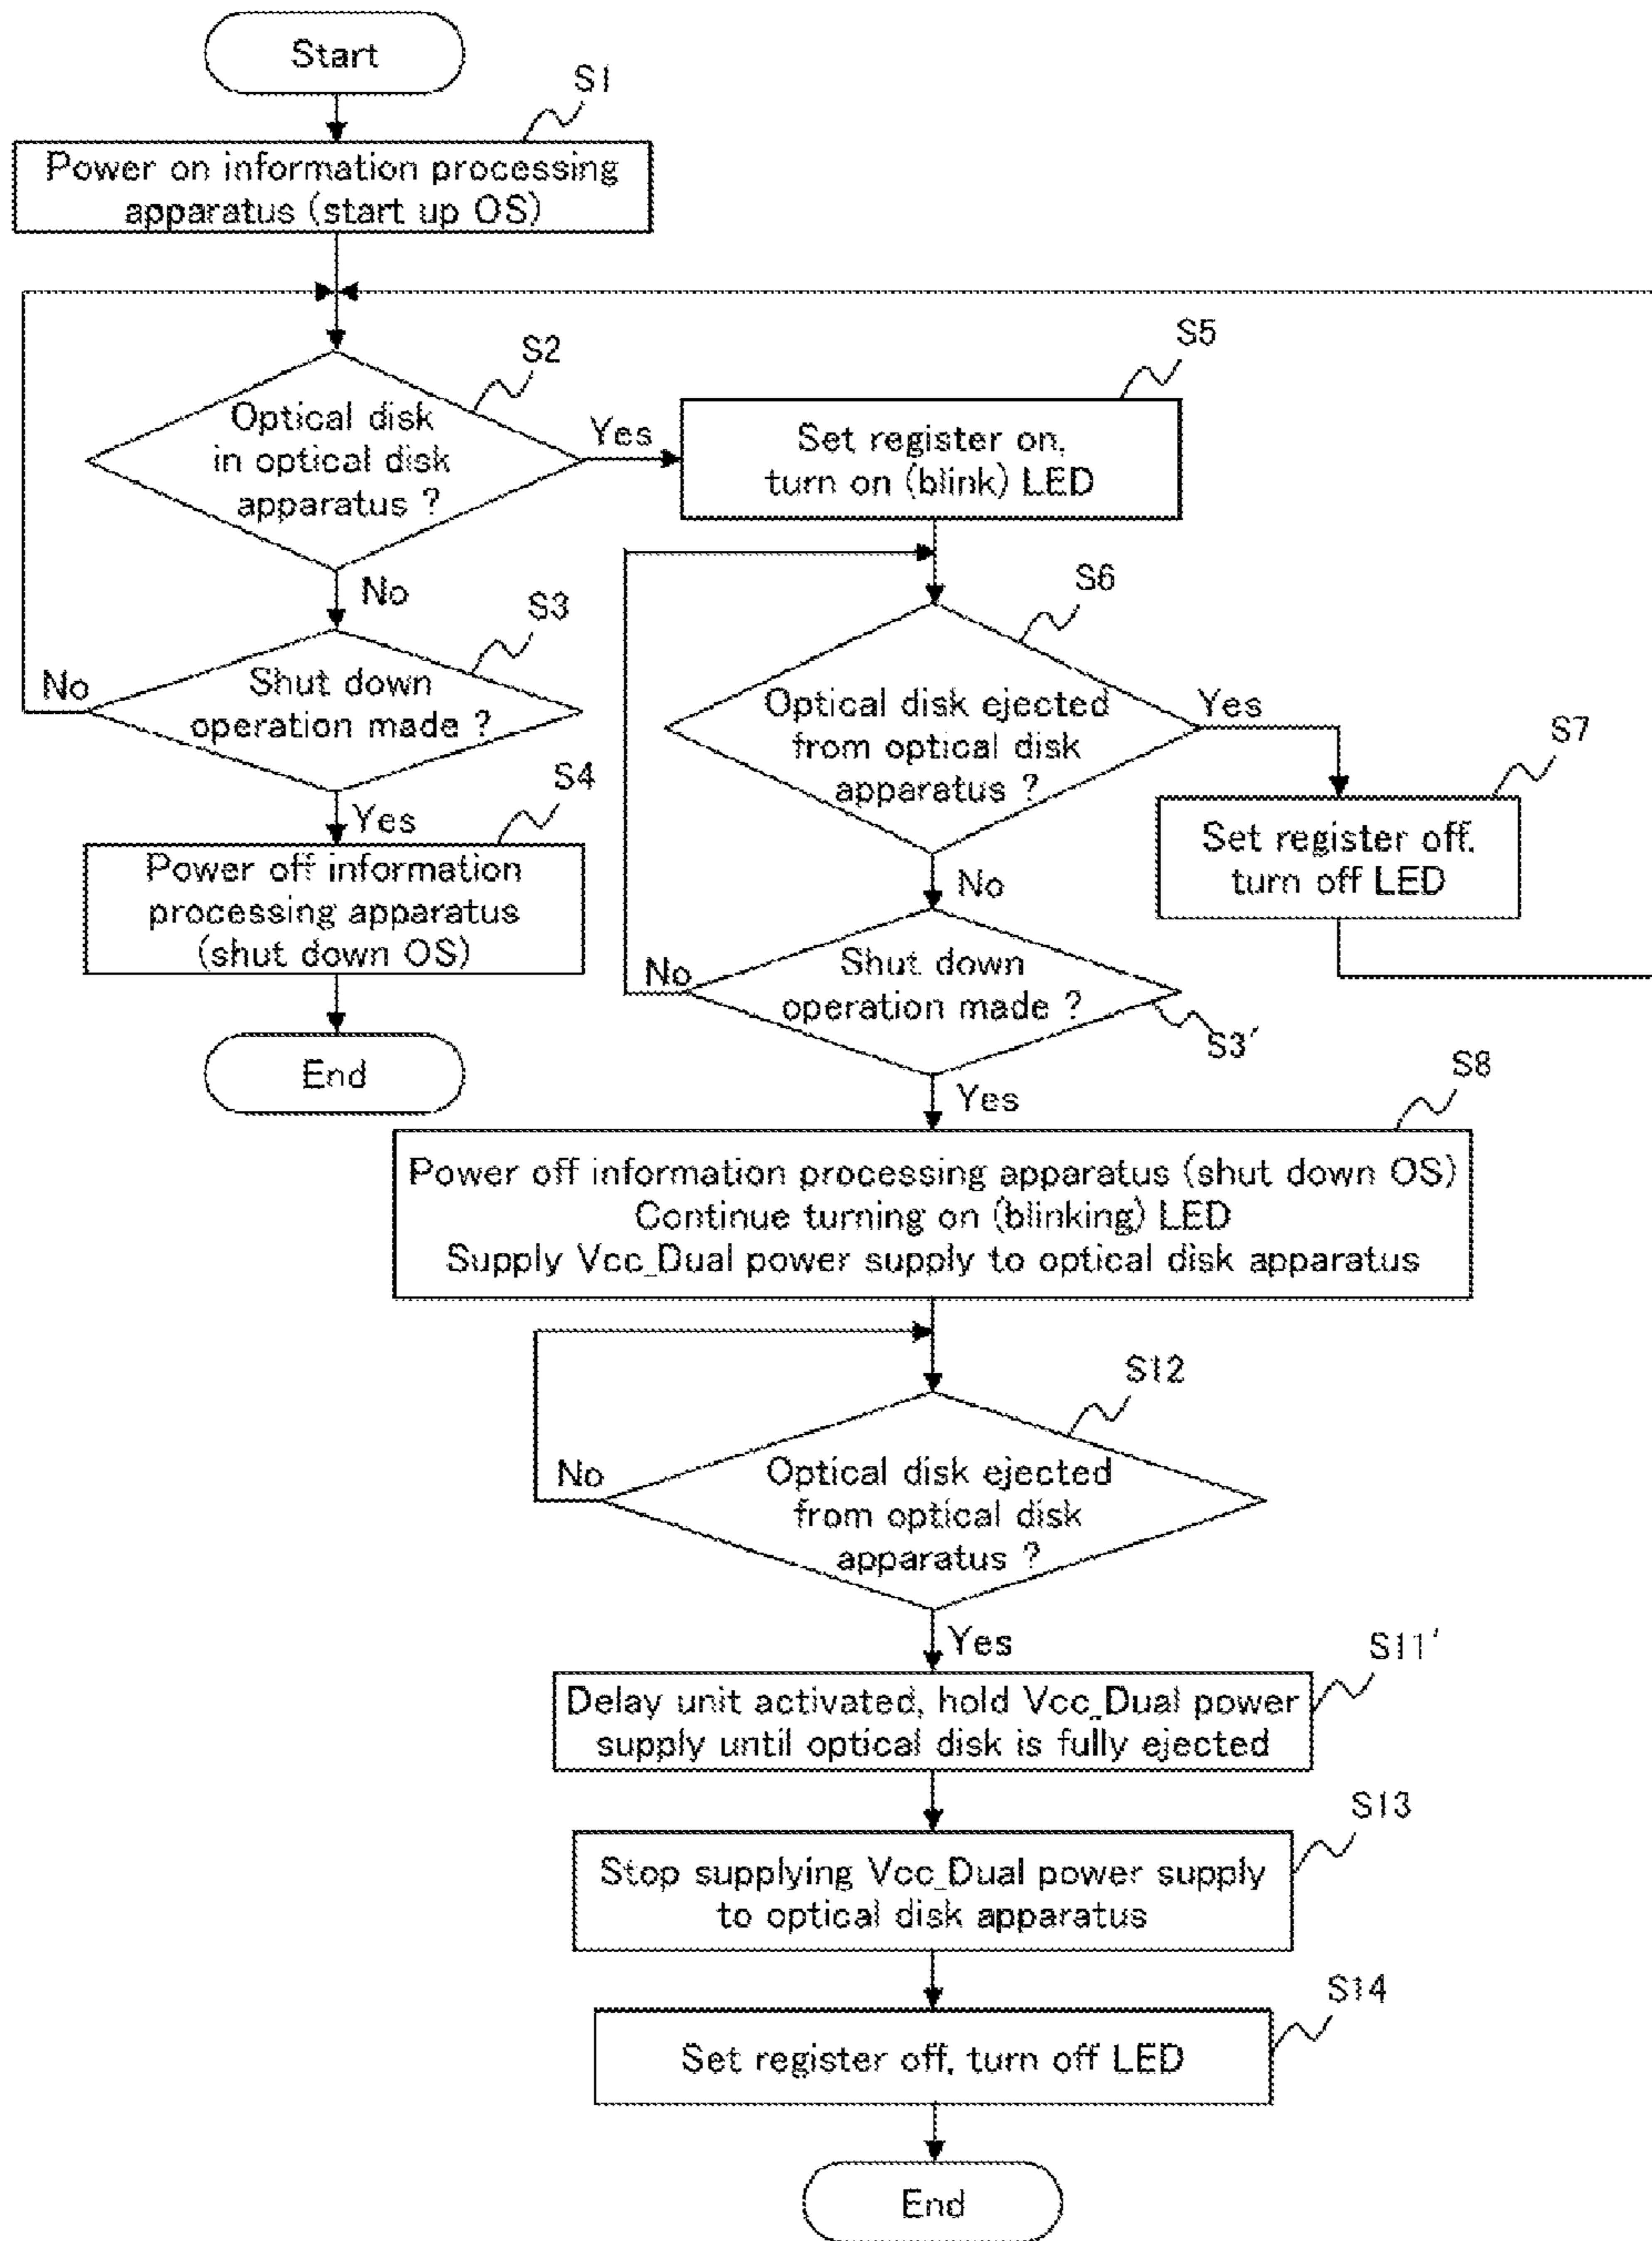 Start
S1
Power on information processing
apparatus (start up OS)
S2
Optical disk
in optical disk
apparatus ?
Yes
S5
Set register on,
turn on (blink) LED
No
S3
Shut down
operation made ?
No
Yes
S4
Power off information
processing apparatus
(shut down OS)
End
S6
Optical disk ejected
from optical disk
apparatus ?
Yes
S7
Set register off,
turn off LED
No
Shut down
operation made ?
No
S3'
Yes
S8
Power off information processing apparatus (shut down OS)
Continue turning on (blinking) LED
Supply Vcc_Dual power supply to optical disk apparatus
S12
Optical disk ejected
from optical disk
apparatus ?
No
Yes
S11'
Delay unit activated, hold Vcc_Dual power
supply until optical disk is fully ejected
S13
Stop supplying Vcc_Dual power supply
to optical disk apparatus
S14
Set register off, turn off LED
End